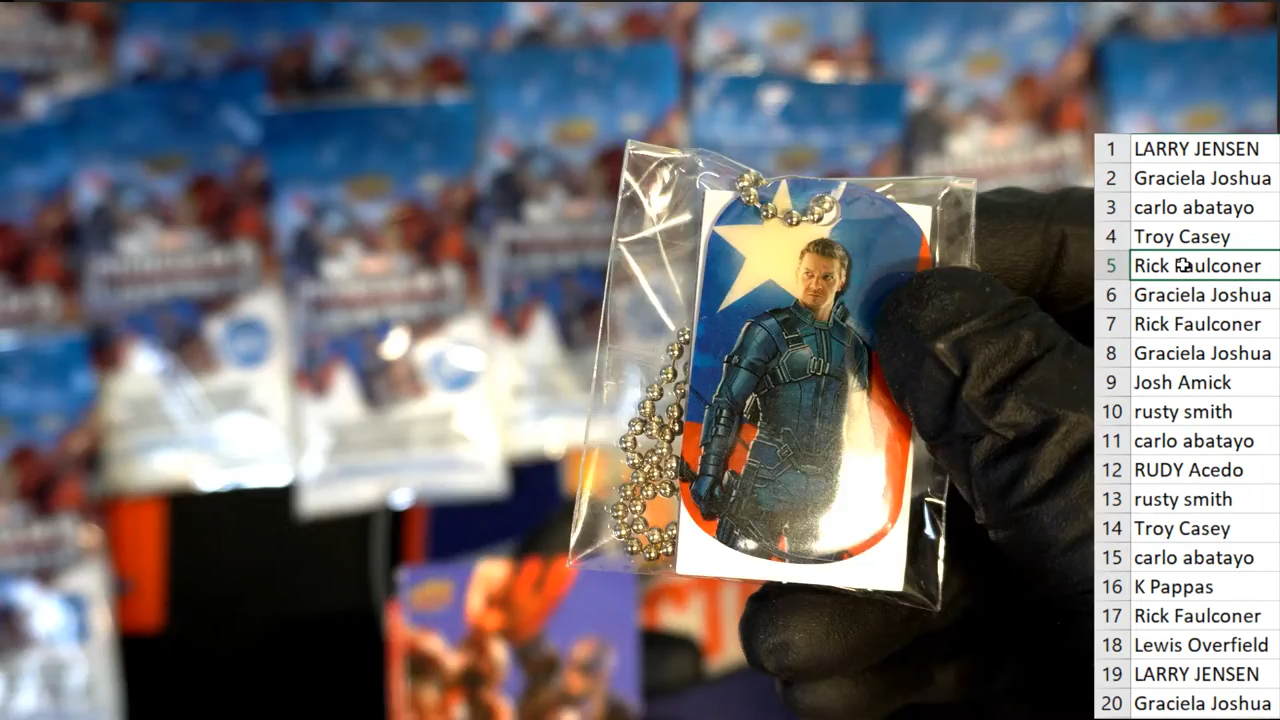 1 LARRY JENSEN
2 Graciela Joshua
3 carlo abatayo
4 Troy Casey
5 Rick Faulconer
6 Graciela Joshua
7 Rick Faulconer
8 Graciela Joshua
9 Josh Amick
10 rusty smith
11 carlo abatayo
12 RUDY Acedo
13 rusty smith
14 Troy Casey
15 carlo abatayo
16 K Pappas
17 Rick Faulconer
18 Lewis Overfield
19 LARRY JENSEN
20 Graciela Joshua